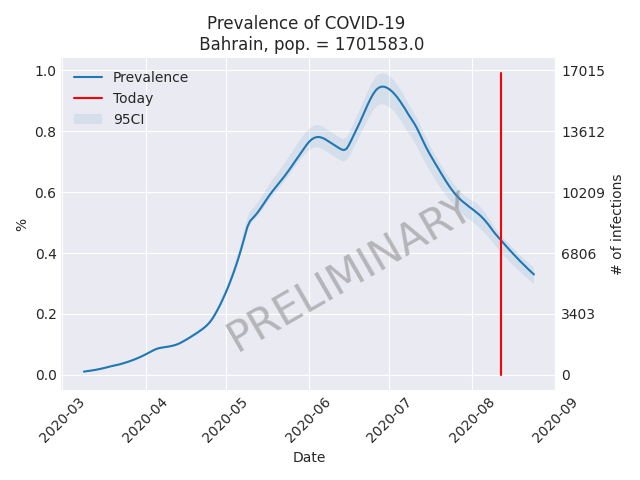 Prevalence of COVID-19
Bahrain, pop. = 1701583.0
Prevalence
Today
95CI
1.0
0.8
0.6
0.4
0.2
0.0
%
17015
13612
10209
6806
3403
0
# of infections
PRELIMINARY
2020-03
2020-04
2020-05
2020-06
2020-07
2020-08
2020-09
Date